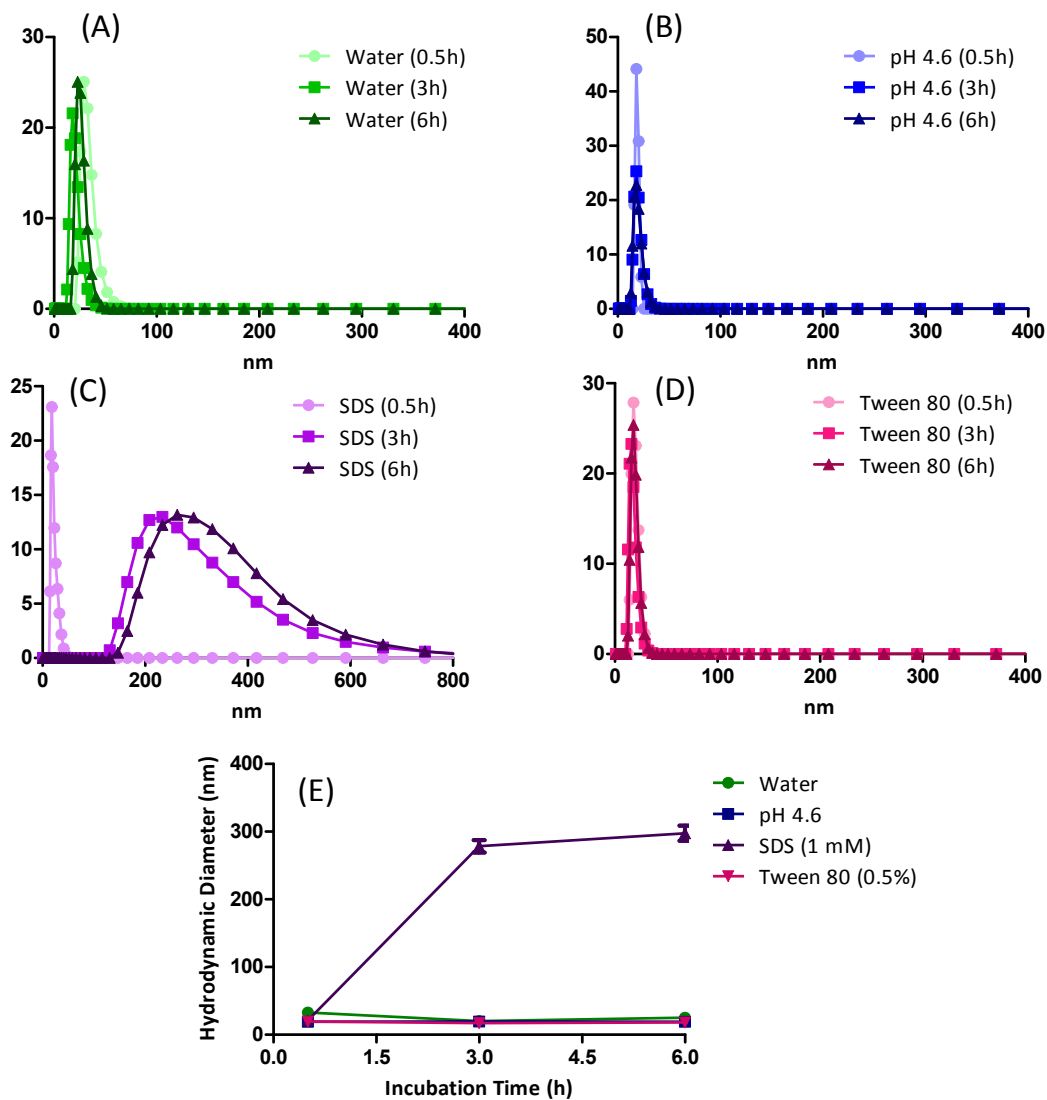 (A)
Water (0.5h)
Water (3h)
Water (6h)
30
20
10
0
0 100 200 300 400
nm
(B)
pH 4.6 (0.5h)
pH 4.6 (3h)
pH 4.6 (6h)
50
40
30
20
10
0
0 100 200 300 400
nm
(C)
SDS (0.5h)
SDS (3h)
SDS (6h)
25
20
15
10
5
0
0 200 400 600 800
nm
(D)
Tween 80 (0.5h)
Tween 80 (3h)
Tween 80 (6h)
30
20
10
0
0 100 200 300 400
nm
(E)
Water
pH 4.6
SDS (1 mM)
Tween 80 (0.5%)
Hydrodynamic Diameter (nm)
400
300
200
100
0
0.0 1.5 3.0 4.5 6.0
Incubation Time (h)